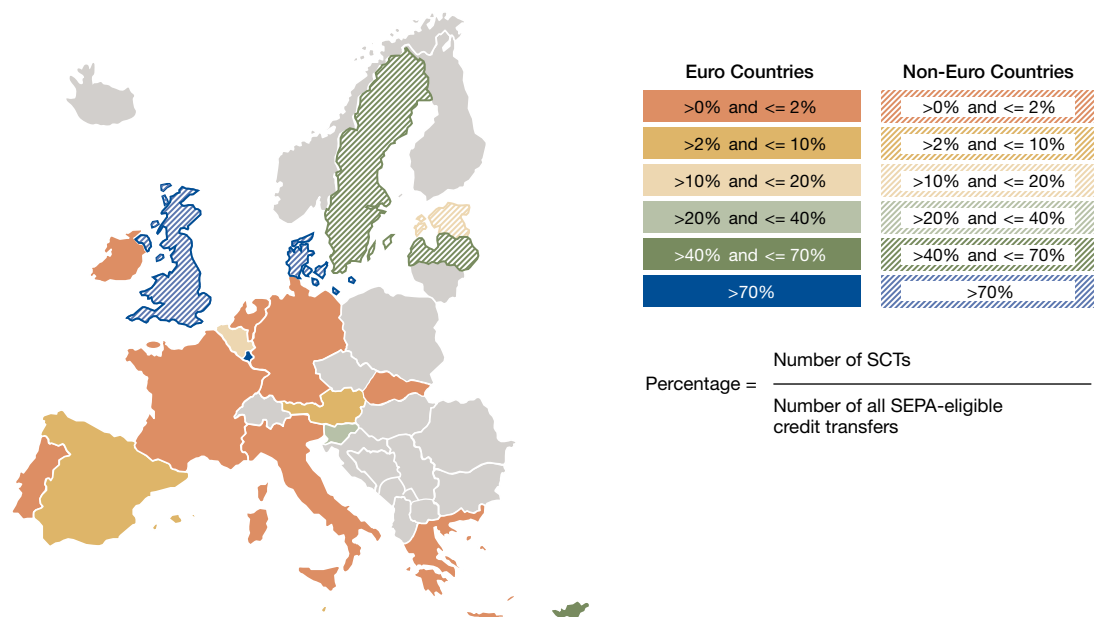 Euro Countries
Non-Euro Countries
>0% and <= 2%
>0% and <= 2%
>2% and <= 10%
>2% and <= 10%
>10% and <= 20%
>10% and <= 20%
>20% and <= 40%
>20% and <= 40%
>40% and <= 70%
>40% and <= 70%
>70%
>70%
Number of SCTs
Percentage =
Number of all SEPA-eligible
credit transfers